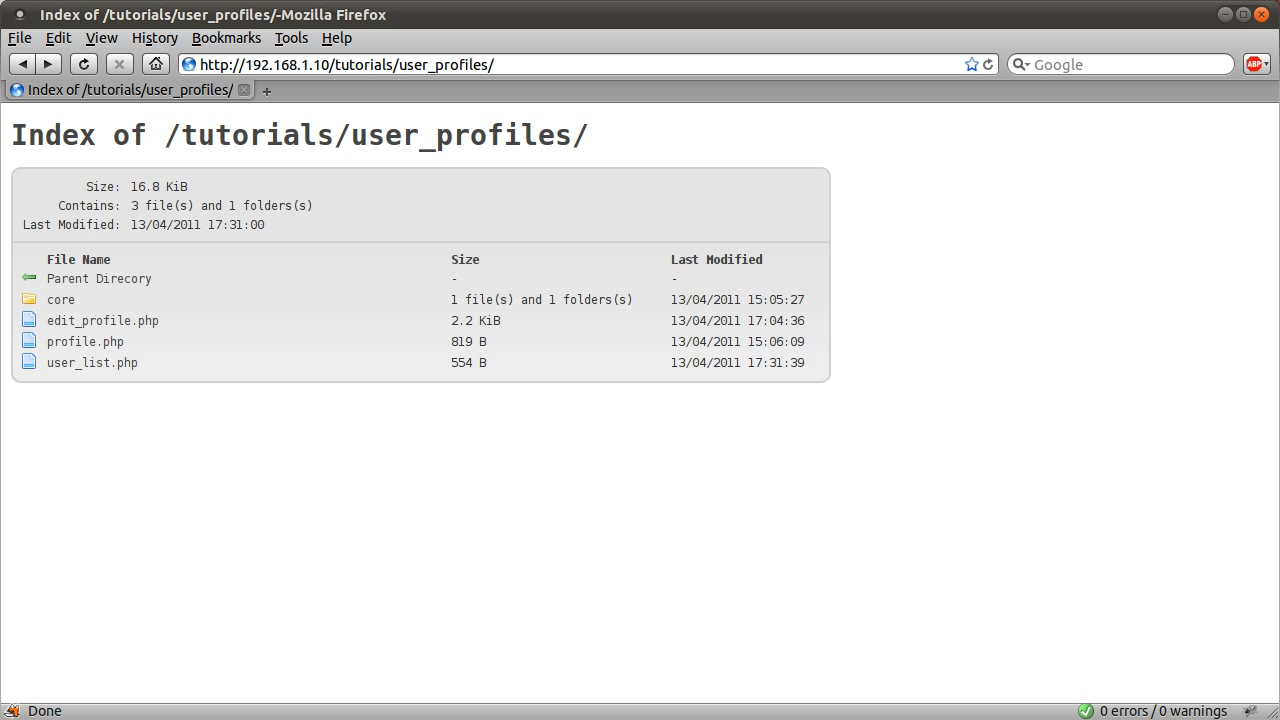 Index of /tutorials/user_profiles/-Mozilla Firefox
File Edit View History Bookmarks Tools Help
http://192.168.1.10/tutorials/user_profiles/ Google ABP
Index of /tutorials/user_profiles/ +
Index of /tutorials/user_profiles/
Size: 16.8 KiB
Contains: 3 file(s) and 1 folders(s)
Last Modified: 13/04/2011 17:31:00
File Name Size Last Modified
Parent Direcory - -
core 1 file(s) and 1 folders(s) 13/04/2011 15:05:27
edit_profile.php 2.2 KiB 13/04/2011 17:04:36
profile.php 819 B 13/04/2011 15:06:09
user_list.php 554 B 13/04/2011 17:31:39
Done 0 errors / 0 warnings